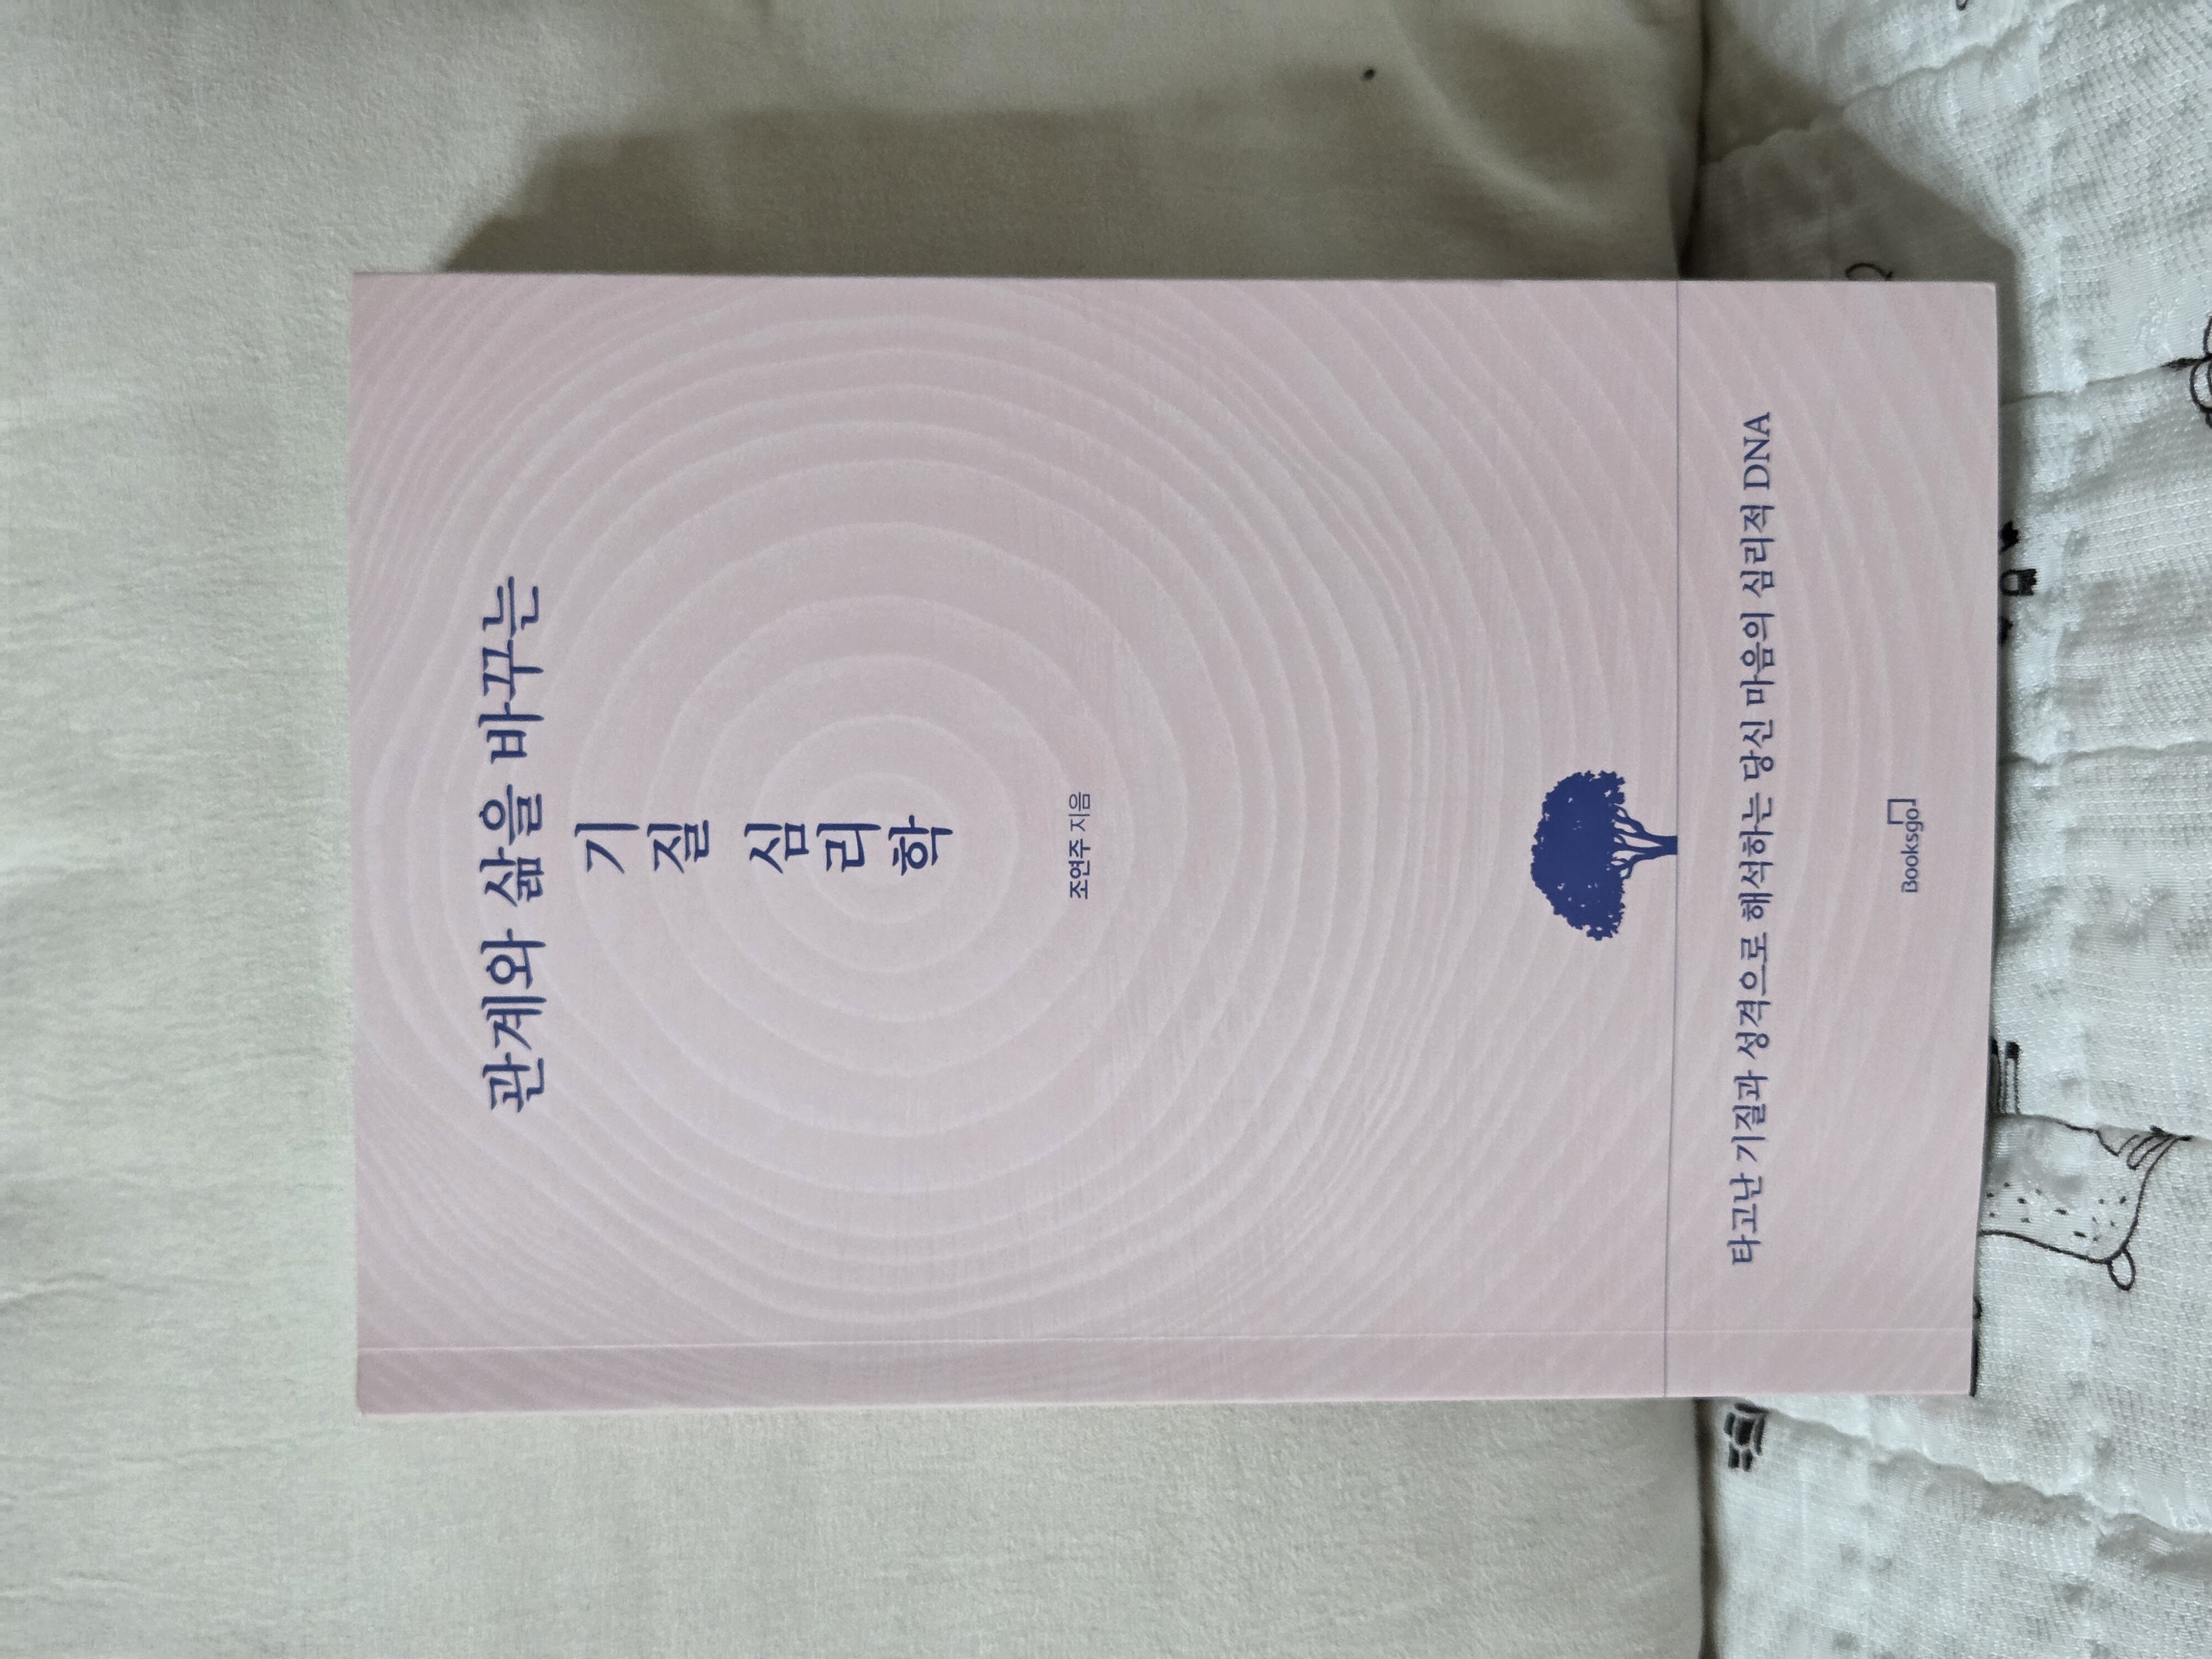 관계와 삶을 바꾸는
기
질
심
리
학
조연주 지음
타고난 기질과 성격으로 해석하는 당신 마음의 심리적 DNA
Booksgo